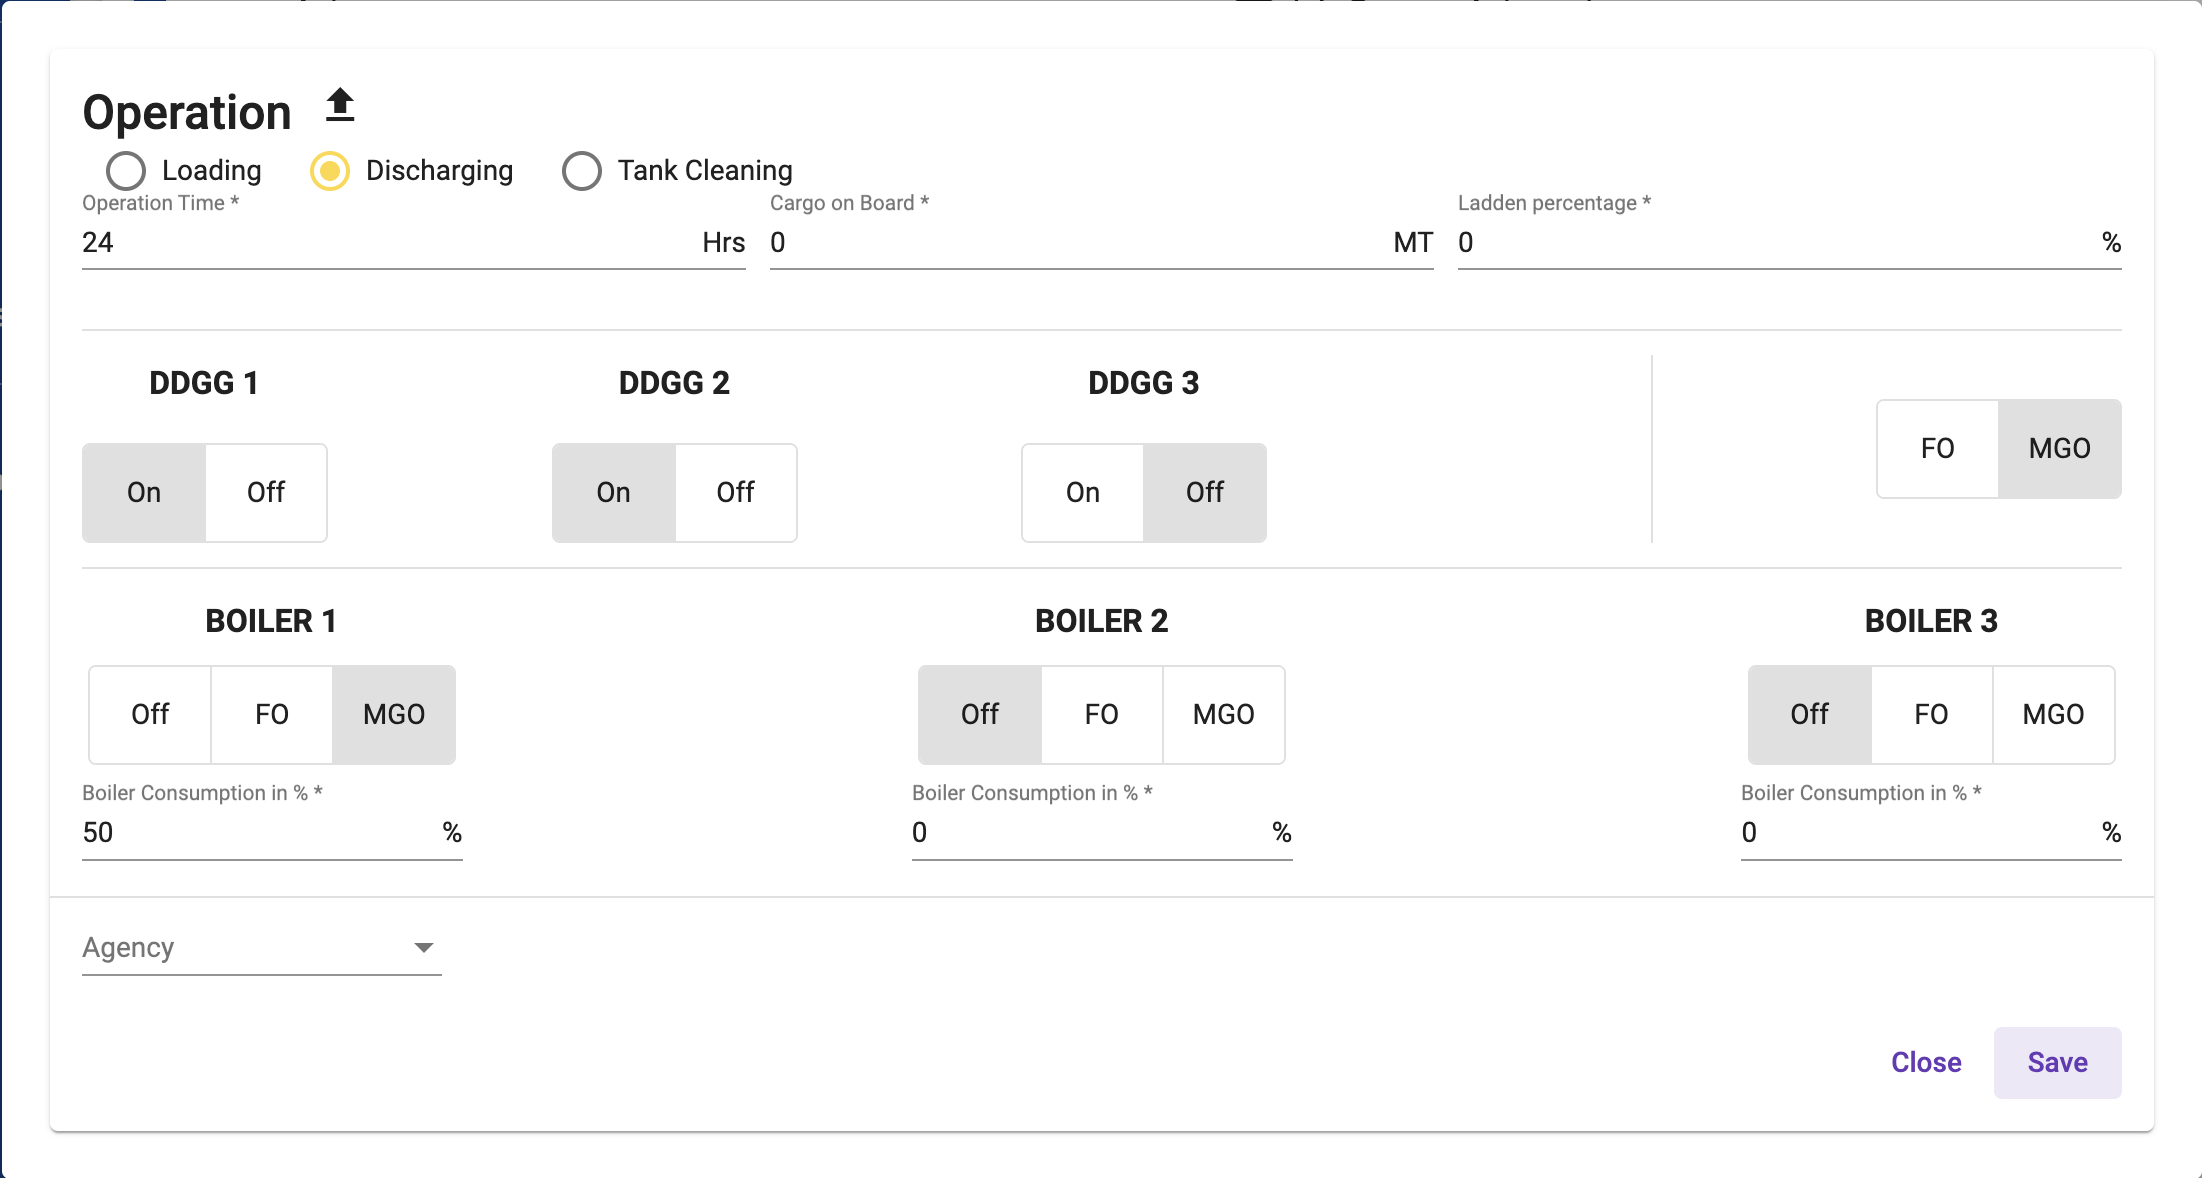 Operation
Loading Discharging Tank Cleaning
Operation Time * Cargo on Board * Ladden percentage *
24 Hrs 0 MT 0 %
DDGG 1 DDGG 2 DDGG 3
FO MGO
On Off On Off On Off
BOILER 1 BOILER 2 BOILER 3
Off FO MGO Off FO MGO Off FO MGO
Boiler Consumption in % * Boiler Consumption in % * Boiler Consumption in % *
50 % 0 % 0 %
Agency
Close Save